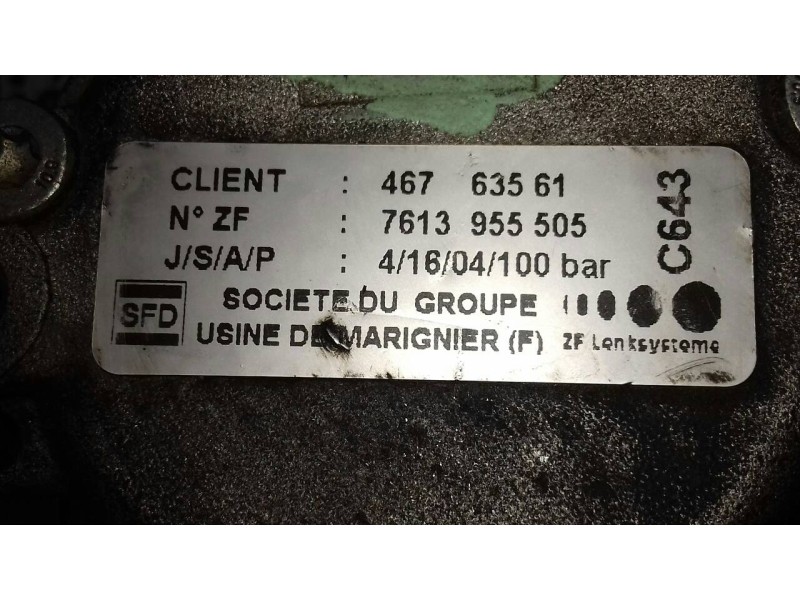 CLIENT : 467 635 61
N° ZF : 7613 955 505
J/S/A/P : 4/16/04/100 bar
C643
SFD
SOCIETE DU GROUPE
USINE DE MARIGNIER (F)
ZF Lenksysteme